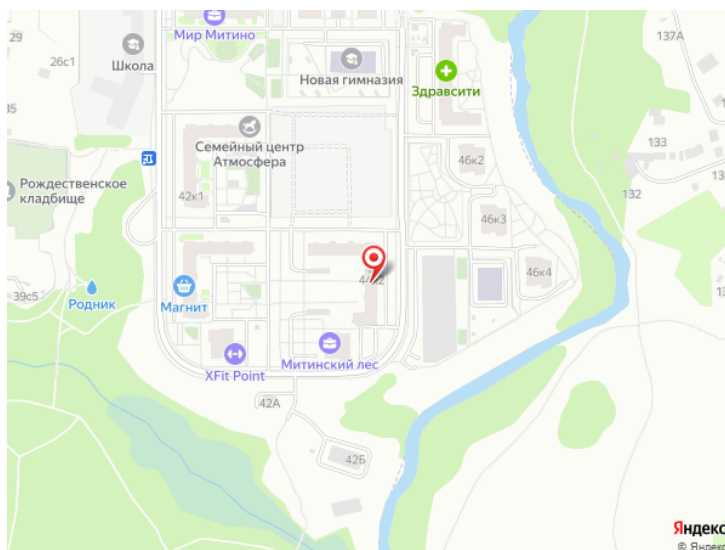 29
26с1
Школа
Мир Митино
Новая гимназия
Здравсити
137А
133
132
35
Семейный центр
Атмосфера
42к1
46к2
46к3
46к4
Рождественское
кладбище
39с5
Родник
Магнит
XFit Point
Митинский лес
42А
42Б
Яндекс
© Яндекс